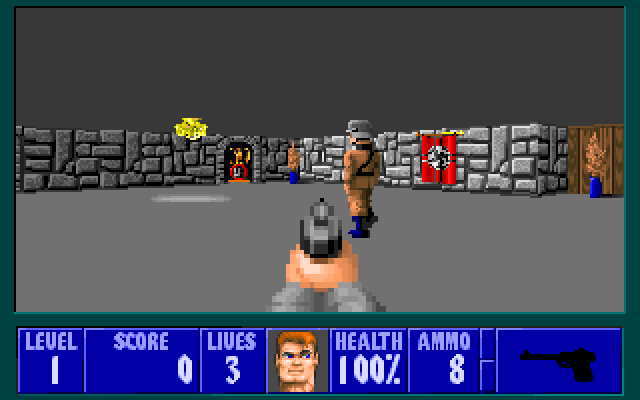 LEVEL SCORE LIVES HEALTH AMMO
1 0 3 100% 8